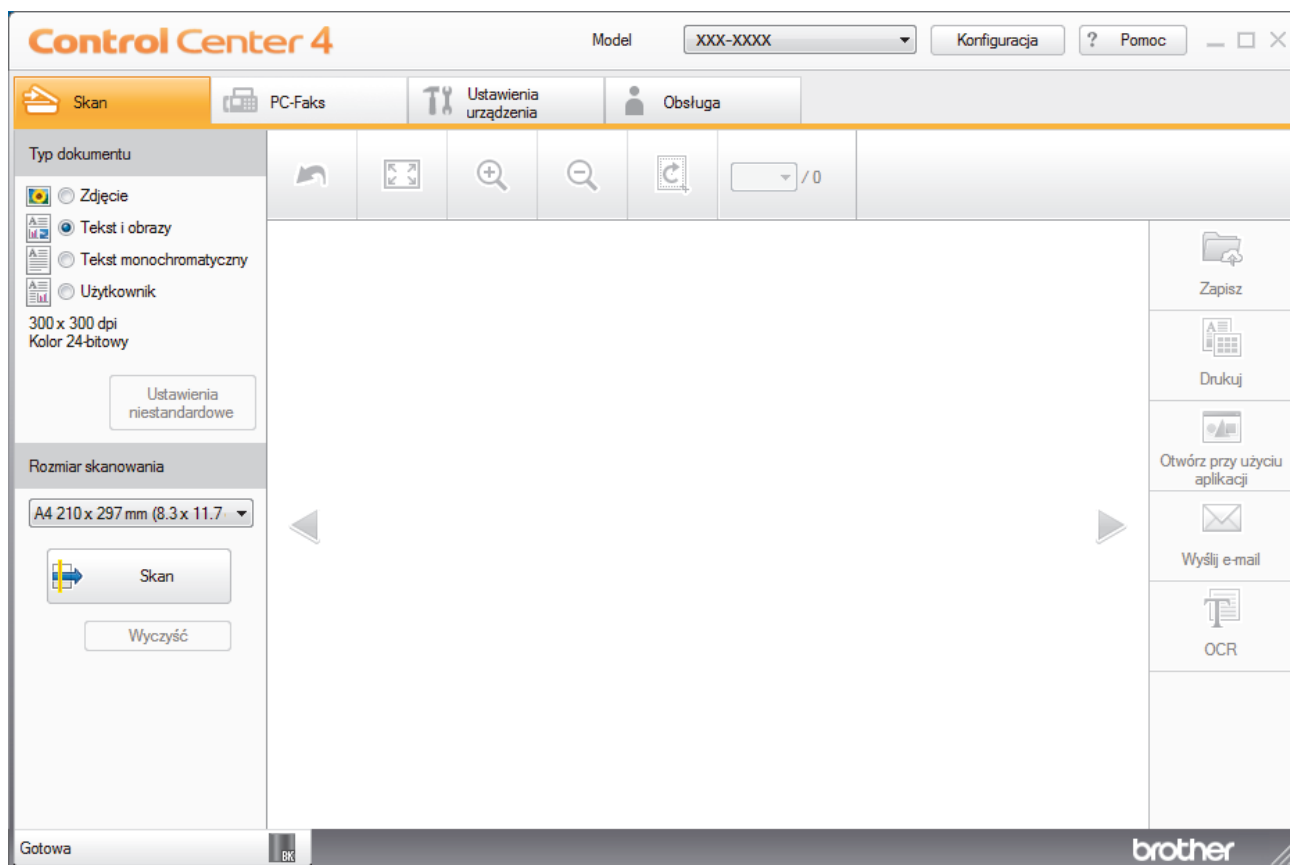 Control Center 4
Model XXX-XXXX Konfiguracja ? Pomoc
Skan PC-Faks Ustawienia urządzenia Obsługa
Typ dokumentu
Zdjęcie
Tekst i obrazy
Tekst monochromatyczny
Użytkownik
300 x 300 dpi
Kolor 24-bitowy
Ustawienia
niestandardowe
Rozmiar skanowania
A4 210 x 297 mm (8.3 x 11.7
Skan
Wyczyść
/ 0
Zapisz
Drukuj
Otwórz przy użyciu
aplikacji
Wyślij e-mail
OCR
Gotowa
BK
brother